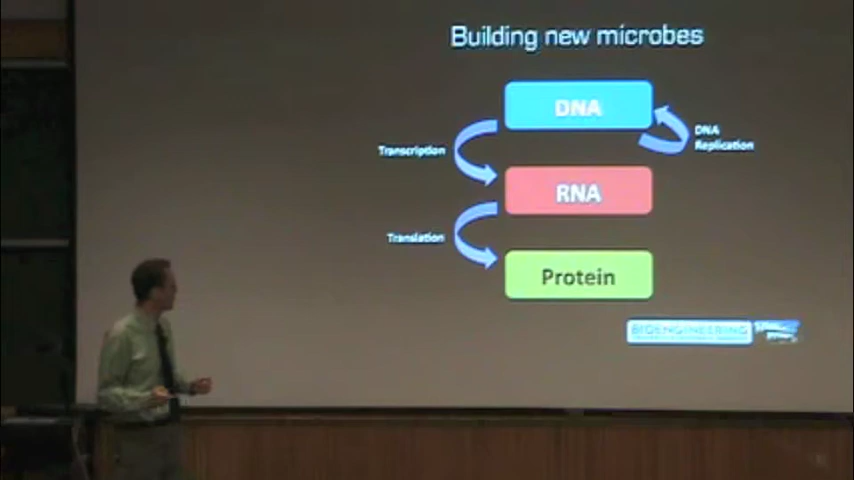 Building new microbes
DNA
DNA
Replication
Transcription
RNA
Translation
Protein
BIOENGINEERING